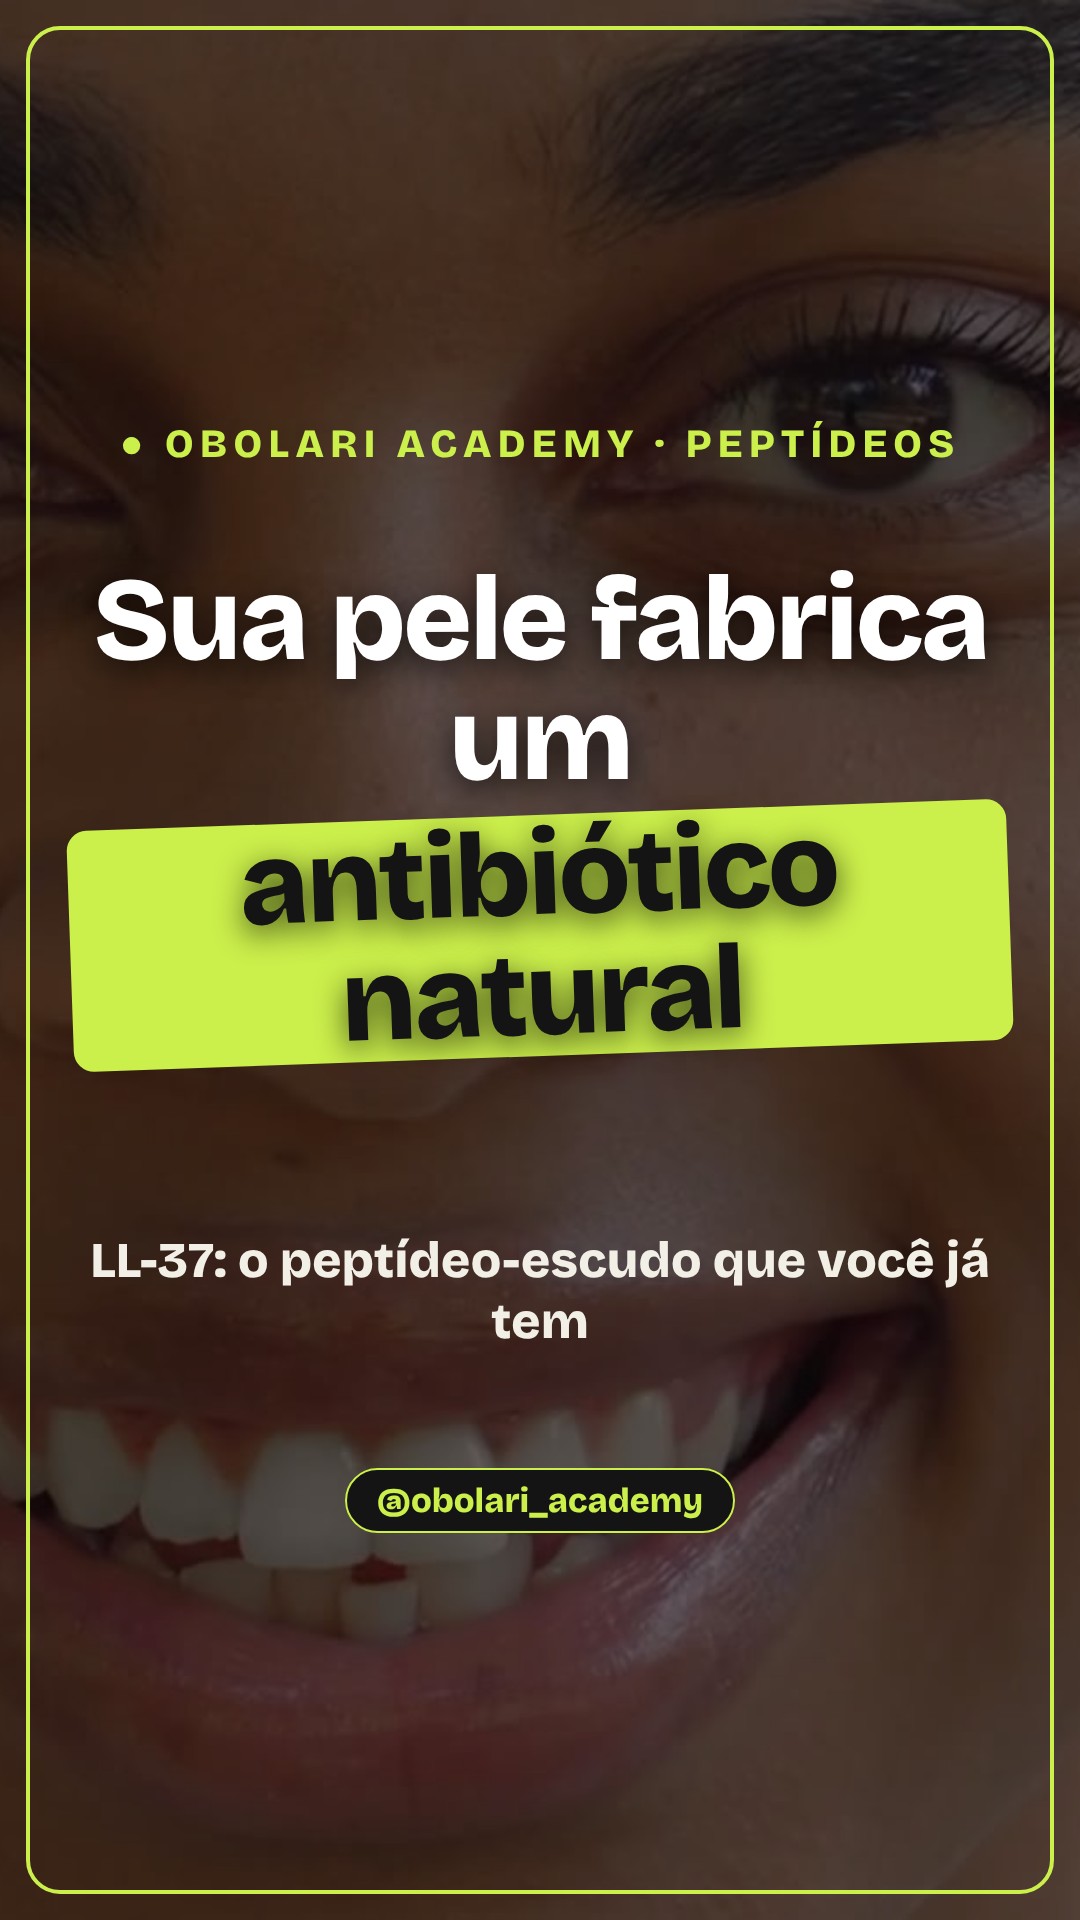 • OBOLARI ACADEMY · PEPTÍDEOS
Sua pele fabrica
um
antibiótico
natural
LL-37: o peptídeo-escudo que você já
tem
@obolari_academy